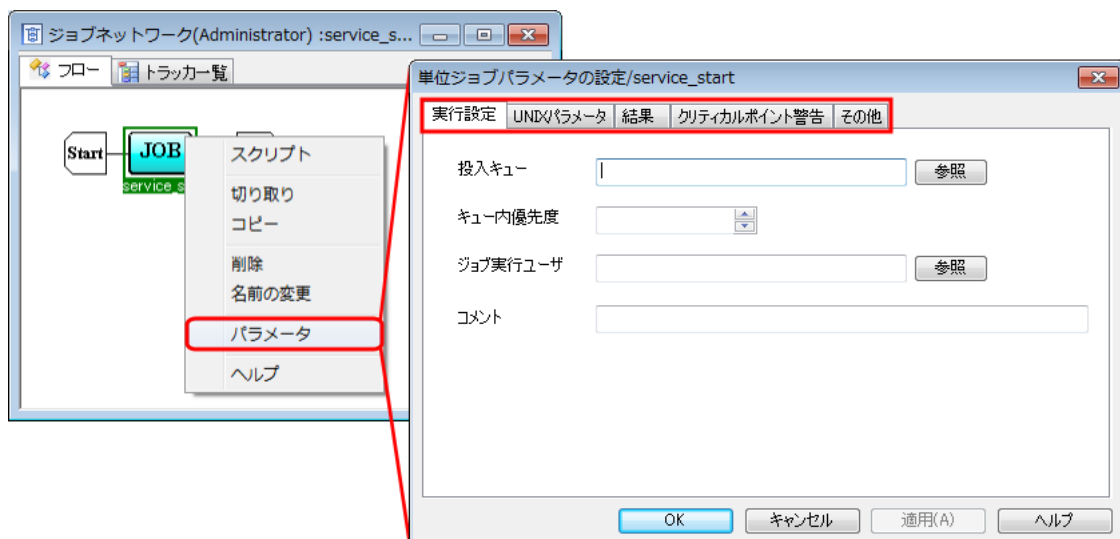 ジョブネットワーク(Administrator) :service_s...
フロー
トラッカー覧
Start
JOB
service_s
スクリプト
切り取り
コピー
削除
名前の変更
パラメータ
ヘルプ
単位ジョブパラメータの設定/service_start
実行設定
UNIXパラメータ
結果
クリティカルポイント警告
その他
投入キュー
参照
キュー内優先度
ジョブ実行ユーザ
参照
コメント
OK
キャンセル
適用(A)
ヘルプ